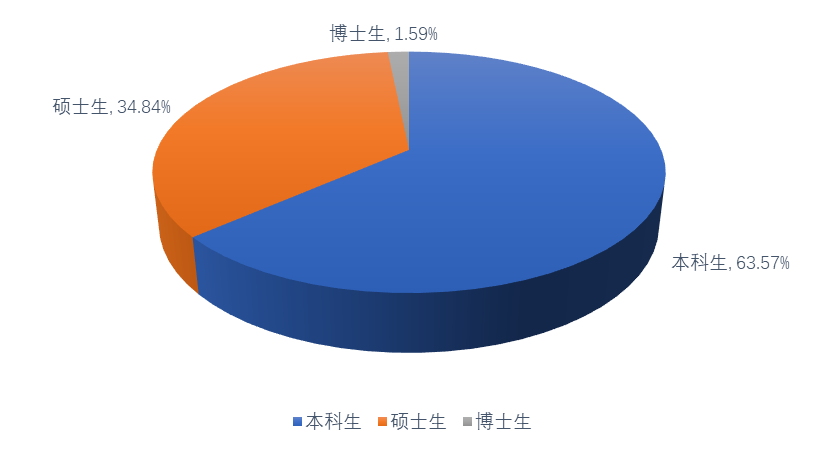 博士生, 1.59%
硕士生, 34.84%
本科生, 63.57%
本科生 硕士生 博士生